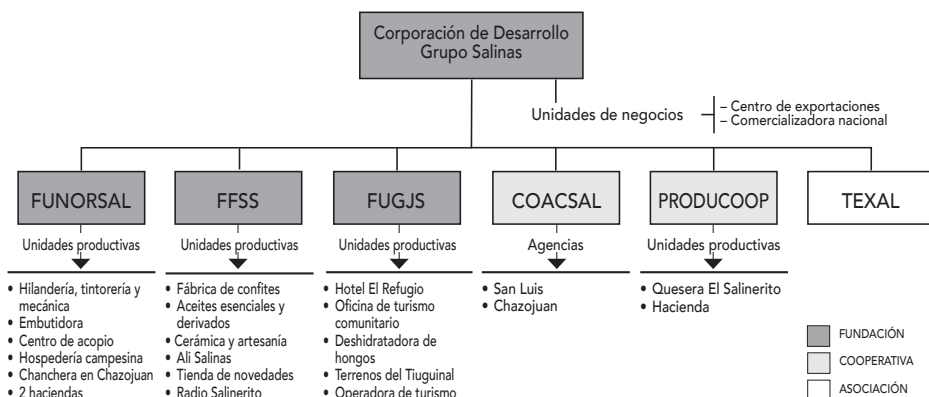 Corporación de Desarrollo
Grupo Salinas
Unidades de negocios
– Centro de exportaciones
– Comercializadora nacional
FUNORSAL
Unidades productivas
• Hilandería, tintorería y
mecánica
• Embutidora
• Centro de acopio
• Hospedería campesina
• Chanchera en Chazojuan
• 2 haciendas
FFSS
Unidades productivas
• Fábrica de confites
• Aceites esenciales y
derivados
• Cerámica y artesanía
• Ali Salinas
• Tienda de novedades
• Radio Salinerito
FUGJS
Unidades productivas
• Hotel El Refugio
• Oficina de turismo
comunitario
• Deshidratadora de
hongos
• Terrenos del Tiuguinal
• Operadora de turismo
COACSAL
Agencias
• San Luis
• Chazojuan
PRODUCOOP
Unidades productivas
• Quesera El Salinerito
• Hacienda
TEXAL
FUNDACIÓN
COOPERATIVA
ASOCIACIÓN